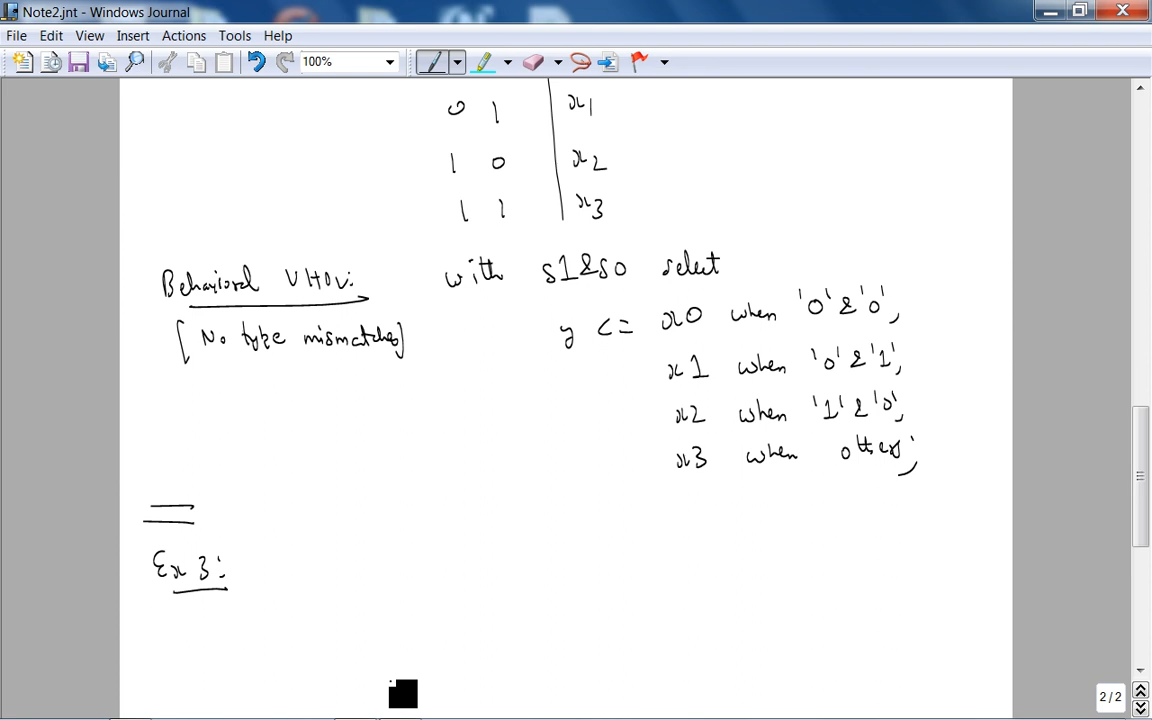 Note2.jnt - Windows Journal
File Edit View Insert Actions Tools Help
100%
0 1 x1
1 0 x2
1 1 x3
Behavioral VHDL: with s1&s0 select
y <= x0 when '0'&'0',
[No type mismatches]
x1 when '0'&'1',
x2 when '1'&'0',
x3 when others;
Ex 3:
2 / 2